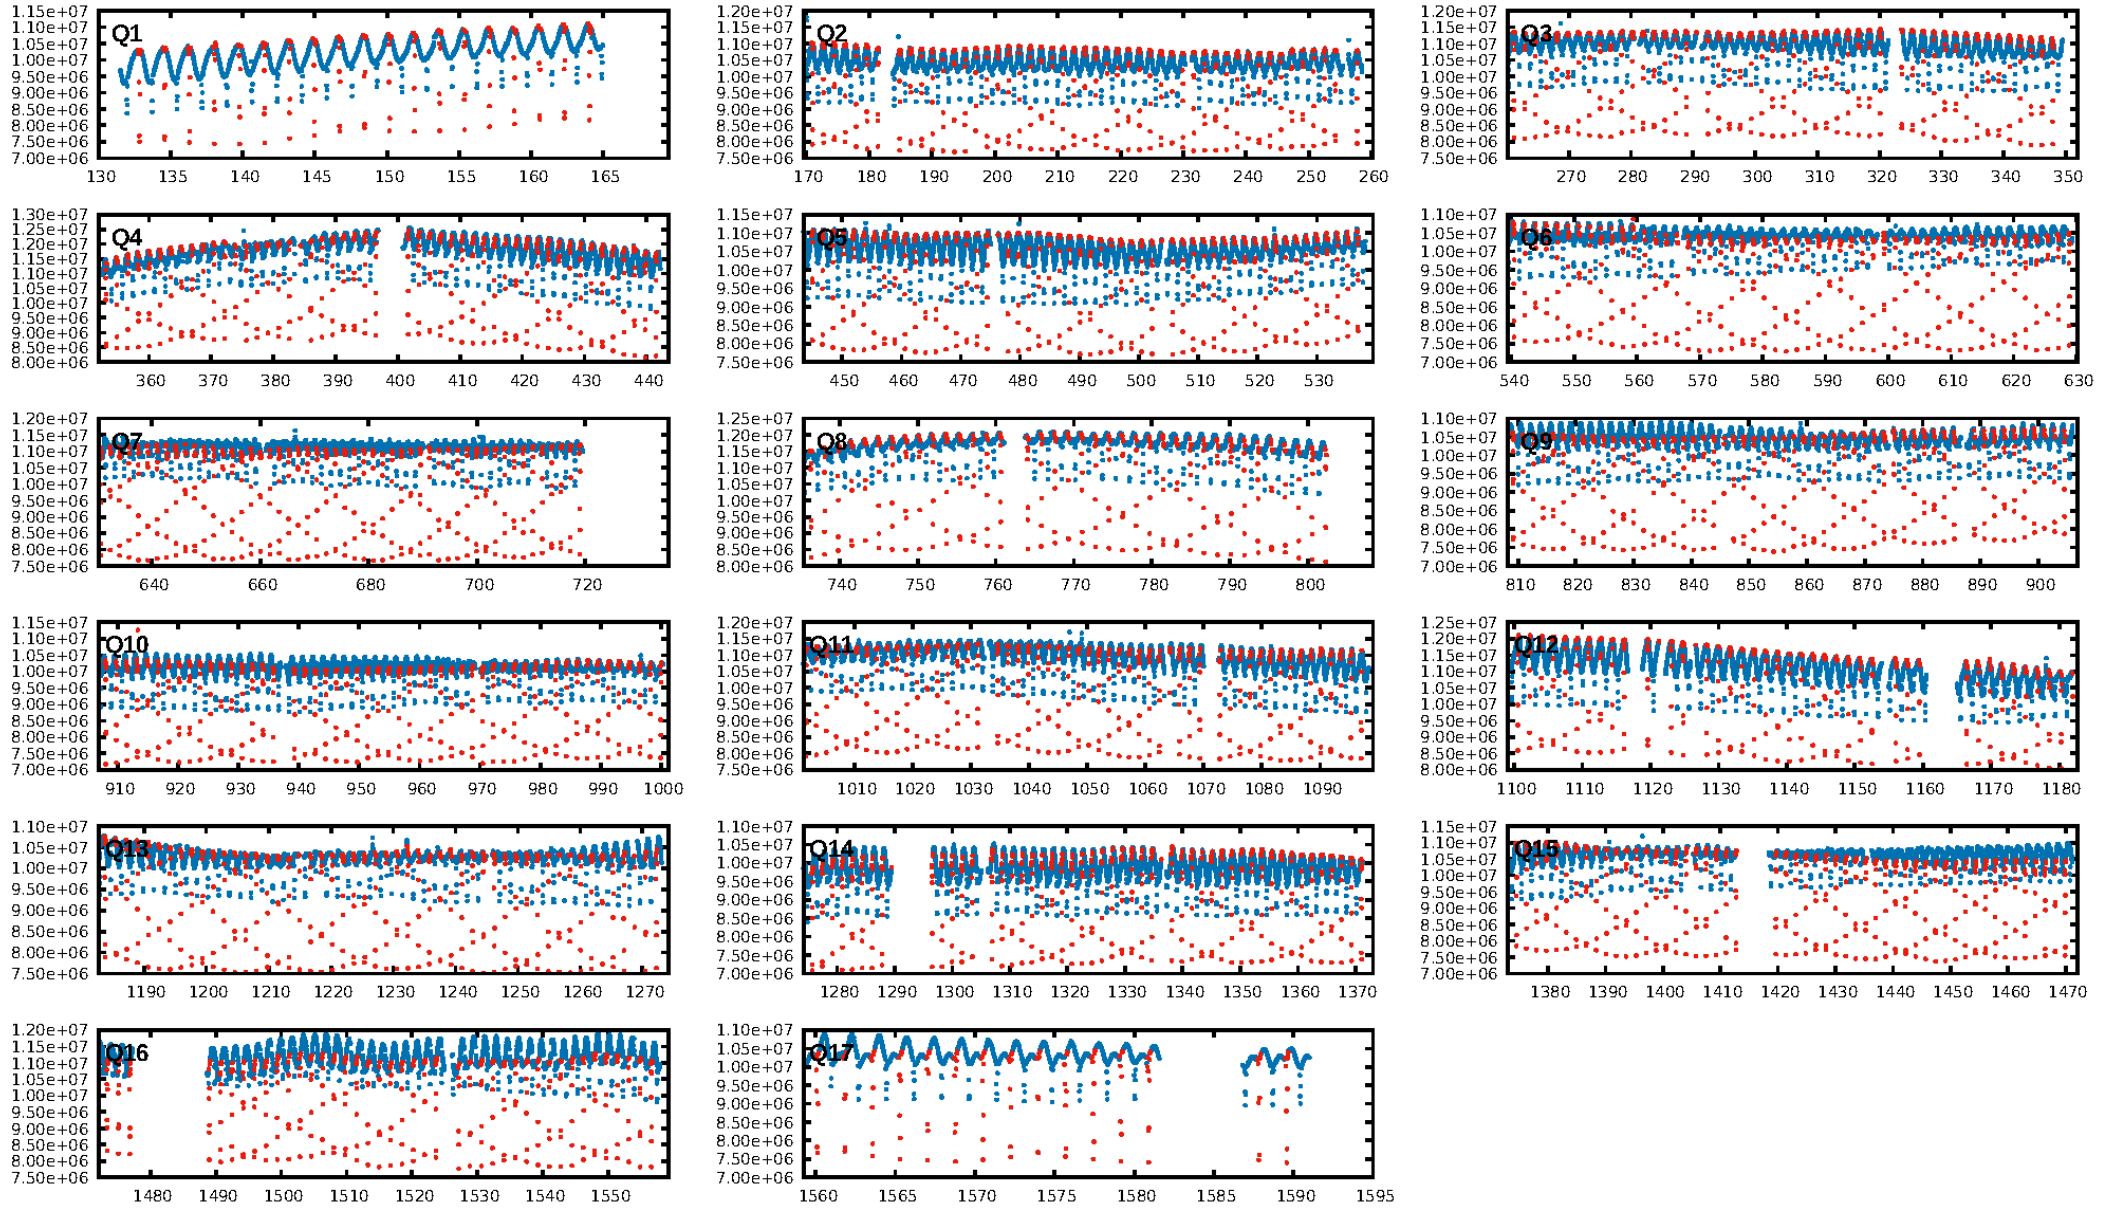 1.15e+07 1.10e+07 1.05e+07 1.00e+07 9.50e+06 9.00e+06 8.50e+06 8.00e+06 7.50e+06 7.00e+06
Q1
130 135 140 145 150 155 160 165
1.20e+07 1.15e+07 1.10e+07 1.05e+07 1.00e+07 9.50e+06 9.00e+06 8.50e+06 8.00e+06 7.50e+06
Q2
170 180 190 200 210 220 230 240 250 260
1.20e+07 1.15e+07 1.10e+07 1.05e+07 1.00e+07 9.50e+06 9.00e+06 8.50e+06 8.00e+06 7.50e+06
Q3
270 280 290 300 310 320 330 340 350
1.30e+07 1.25e+07 1.20e+07 1.15e+07 1.10e+07 1.05e+07 1.00e+07 9.50e+06 9.00e+06 8.50e+06 8.00e+06
Q4
360 370 380 390 400 410 420 430 440
1.15e+07 1.10e+07 1.05e+07 1.00e+07 9.50e+06 9.00e+06 8.50e+06 8.00e+06 7.50e+06
Q5
450 460 470 480 490 500 510 520 530
1.10e+07 1.05e+07 1.00e+07 9.50e+06 9.00e+06 8.50e+06 8.00e+06 7.50e+06 7.00e+06
Q6
540 550 560 570 580 590 600 610 620 630
1.20e+07 1.15e+07 1.10e+07 1.05e+07 1.00e+07 9.50e+06 9.00e+06 8.50e+06 8.00e+06 7.50e+06
Q7
640 660 680 700 720
1.25e+07 1.20e+07 1.15e+07 1.10e+07 1.05e+07 1.00e+07 9.50e+06 9.00e+06 8.50e+06 8.00e+06
Q8
740 750 760 770 780 790 800
1.10e+07 1.05e+07 1.00e+07 9.50e+06 9.00e+06 8.50e+06 8.00e+06 7.50e+06 7.00e+06
Q9
810 820 830 840 850 860 870 880 890 900
1.15e+07 1.10e+07 1.05e+07 1.00e+07 9.50e+06 9.00e+06 8.50e+06 8.00e+06 7.50e+06 7.00e+06
Q10
910 920 930 940 950 960 970 980 990 1000
1.20e+07 1.15e+07 1.10e+07 1.05e+07 1.00e+07 9.50e+06 9.00e+06 8.50e+06 8.00e+06 7.50e+06
Q11
1010 1020 1030 1040 1050 1060 1070 1080 1090
1.25e+07 1.20e+07 1.15e+07 1.10e+07 1.05e+07 1.00e+07 9.50e+06 9.00e+06 8.50e+06 8.00e+06
Q12
1100 1110 1120 1130 1140 1150 1160 1170 1180
1.10e+07 1.05e+07 1.00e+07 9.50e+06 9.00e+06 8.50e+06 8.00e+06 7.50e+06
Q13
1190 1200 1210 1220 1230 1240 1250 1260 1270
1.10e+07 1.05e+07 1.00e+07 9.50e+06 9.00e+06 8.50e+06 8.00e+06 7.50e+06 7.00e+06
Q14
1280 1290 1300 1310 1320 1330 1340 1350 1360 1370
1.15e+07 1.10e+07 1.05e+07 1.00e+07 9.50e+06 9.00e+06 8.50e+06 8.00e+06 7.50e+06 7.00e+06
Q15
1380 1390 1400 1410 1420 1430 1440 1450 1460 1470
1.20e+07 1.15e+07 1.10e+07 1.05e+07 1.00e+07 9.50e+06 9.00e+06 8.50e+06 8.00e+06 7.50e+06
Q16
1480 1490 1500 1510 1520 1530 1540 1550
1.10e+07 1.05e+07 1.00e+07 9.50e+06 9.00e+06 8.50e+06 8.00e+06 7.50e+06 7.00e+06
Q17
1560 1565 1570 1575 1580 1585 1590 1595